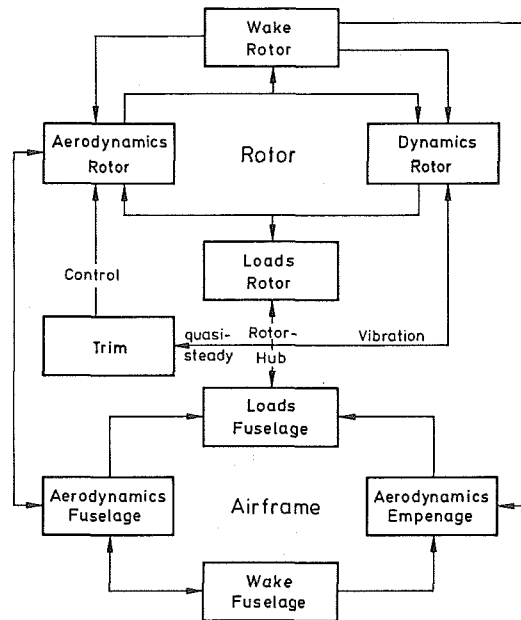 Wake
Rotor
Aerodynamics
Rotor
Rotor
Dynamics
Rotor
Loads
Rotor
Control
Trim
quasi-
steady
Rotor-
Hub
Vibration
Loads
Fuselage
Aerodynamics
Fuselage
Airframe
Aerodynamics
Empenage
Wake
Fuselage